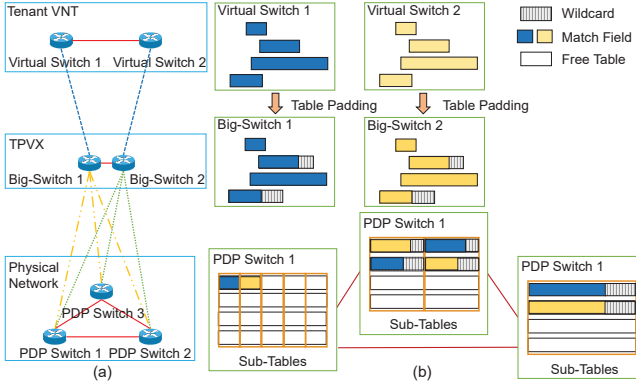 Tenant VNT
Virtual Switch 1 Virtual Switch 2
TPVX
Big-Switch 1 Big-Switch 2
Physical
Network
PDP Switch 3
PDP Switch 1 PDP Switch 2
(a)
Virtual Switch 1 Virtual Switch 2
Wildcard
Match Field
Free Table
Table Padding Table Padding
Big-Switch 1 Big-Switch 2
PDP Switch 1
PDP Switch 1
PDP Switch 1
Sub-Tables
Sub-Tables
Sub-Tables
(b)